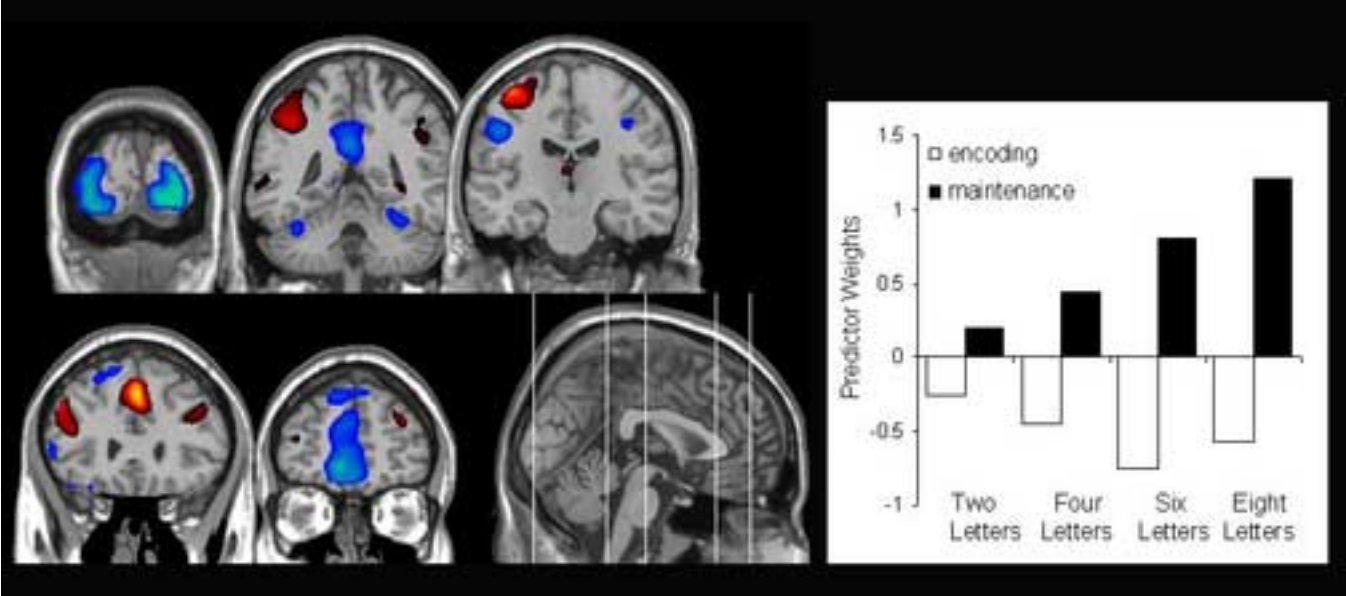 1.5
encoding
maintenance
1
0.5
0
-0.5
-1
Predictor Weights
Two Letters
Four Letters
Six Letters
Eight Letters